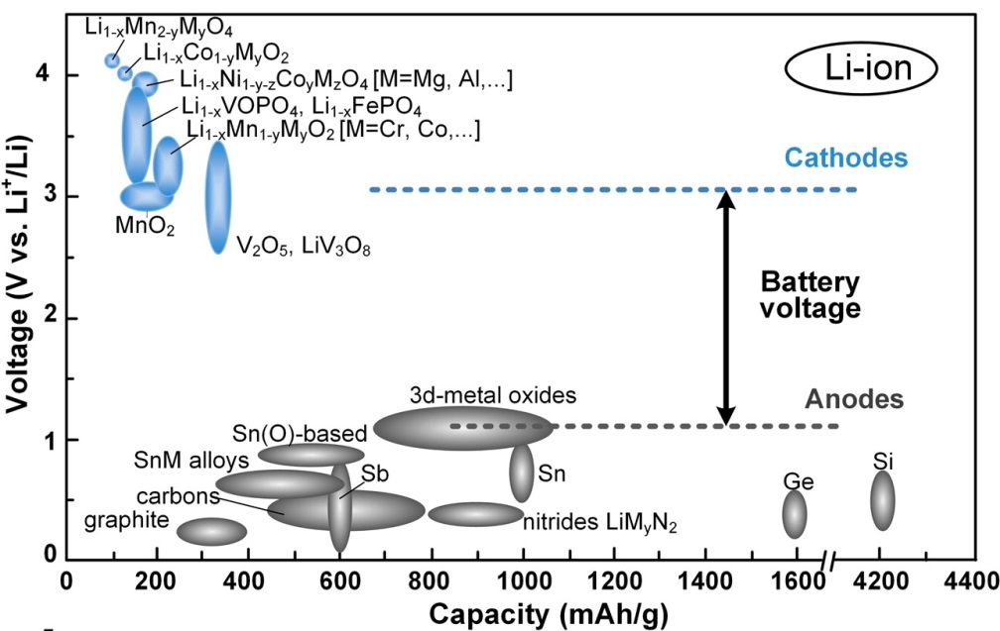 Li₁₋ₓMn₂₋yMyO₄
Li₁₋ₓCo₁₋yMyO₂
Li₁₋ₓNi₁₋y₋zCoyMzO₄ [M=Mg, Al,...]
Li₁₋ₓVOPO₄, Li₁₋ₓFePO₄
Li₁₋ₓMn₁₋yMyO₂ [M=Cr, Co,...]
MnO₂
V₂O₅, LiV₃O₈
Li-ion
Cathodes
Battery
voltage
Anodes
3d-metal oxides
Sn(O)-based
SnM alloys
Sb
Sn
carbons
graphite
nitrides LiMyN₂
Ge
Si
Voltage (V vs. Li⁺/Li)
4
3
2
1
0
0 200 400 600 800 1000 1200 1400 1600 4200 4400
Capacity (mAh/g)